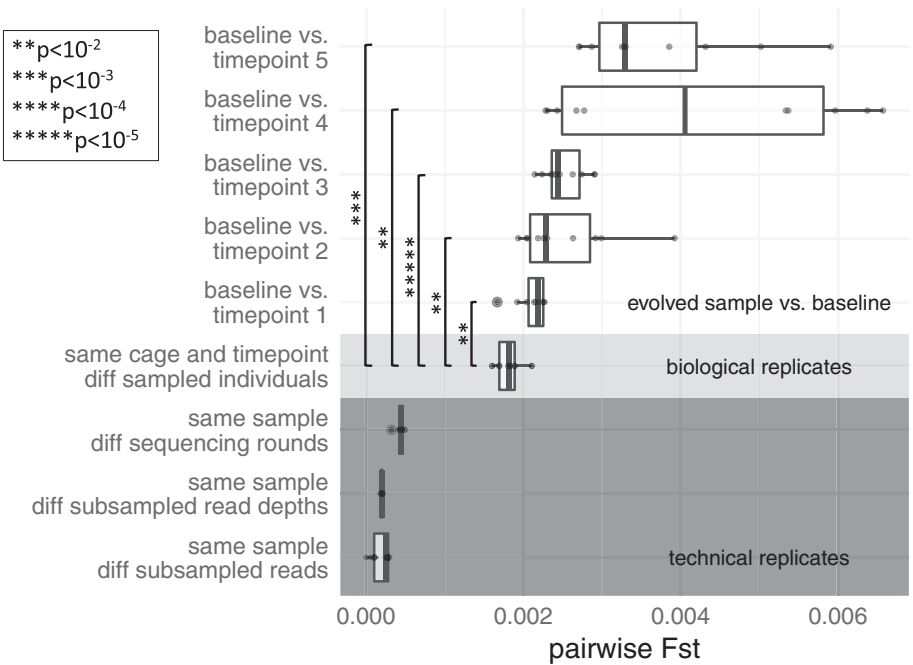 **p<10-2
***p<10-3
****p<10-4
*****p<10-5
baseline vs.
timepoint 5
baseline vs.
timepoint 4
baseline vs.
timepoint 3
baseline vs.
timepoint 2
baseline vs.
timepoint 1
same cage and timepoint
diff sampled individuals
same sample
diff sequencing rounds
same sample
diff subsampled read depths
same sample
diff subsampled reads
***
**
*****
**
**
evolved sample vs. baseline
biological replicates
technical replicates
0.000
0.002
0.004
0.006
pairwise Fst